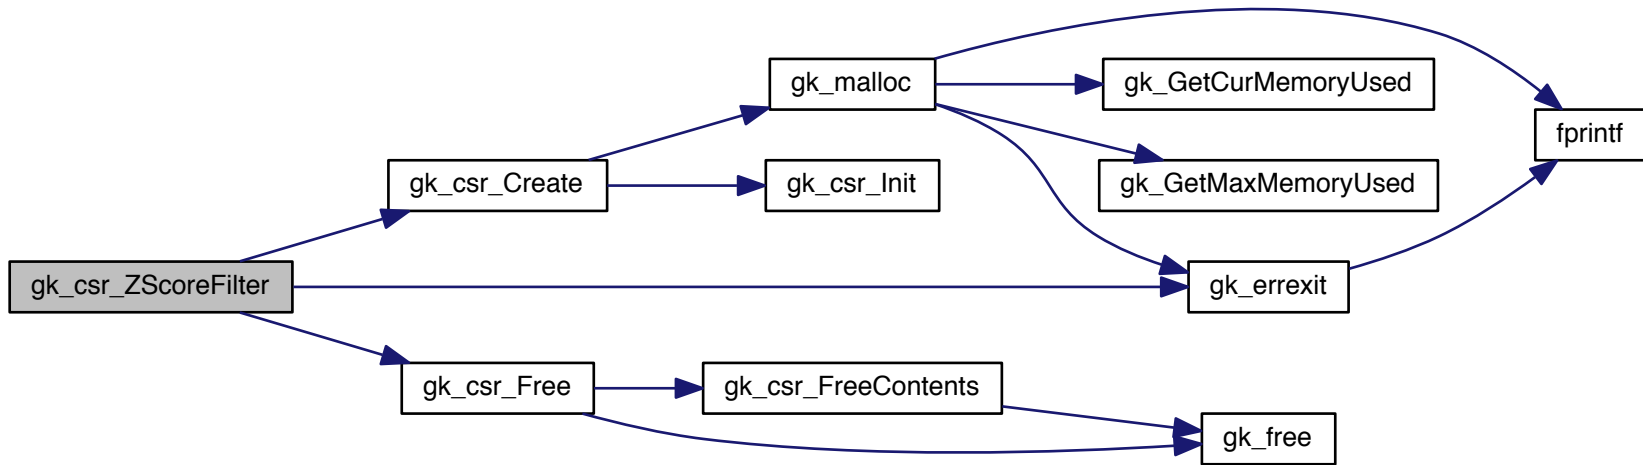 gk_malloc
gk_GetCurMemoryUsed
fprintf
gk_csr_Create
gk_csr_Init
gk_GetMaxMemoryUsed
gk_csr_ZScoreFilter
gk_errexit
gk_csr_Free
gk_csr_FreeContents
gk_free